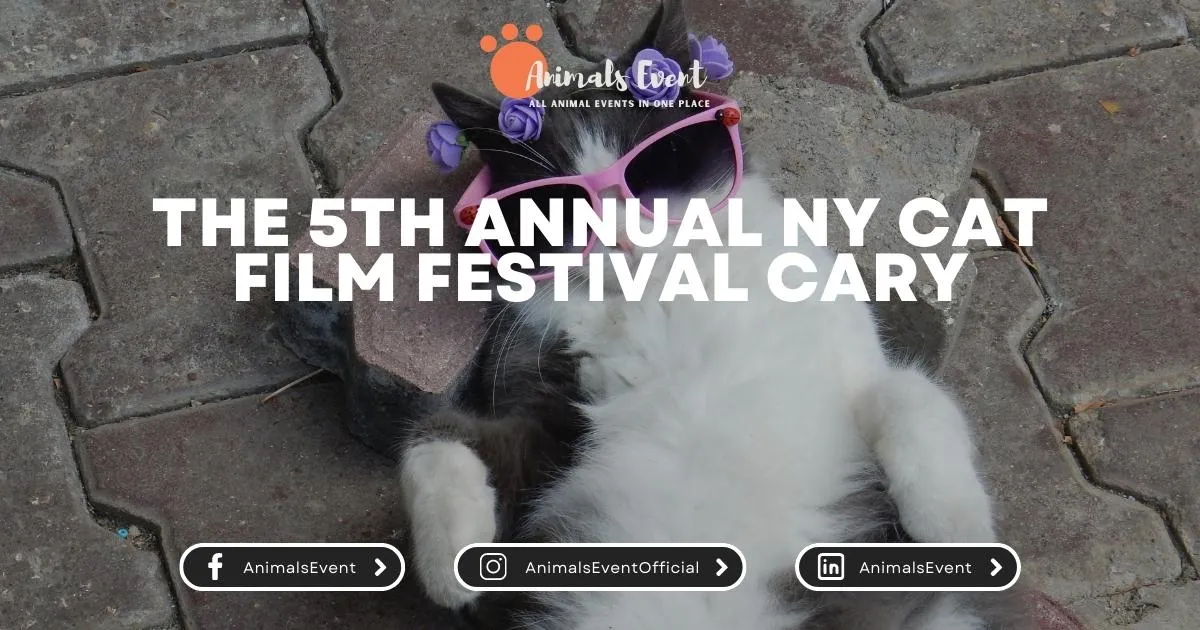 Animals Event
ALL ANIMAL EVENTS IN ONE PLACE
THE 5TH ANNUAL NY CAT
FILM FESTIVAL CARY
AnimalsEvent
AnimalsEventOfficial
AnimalsEvent